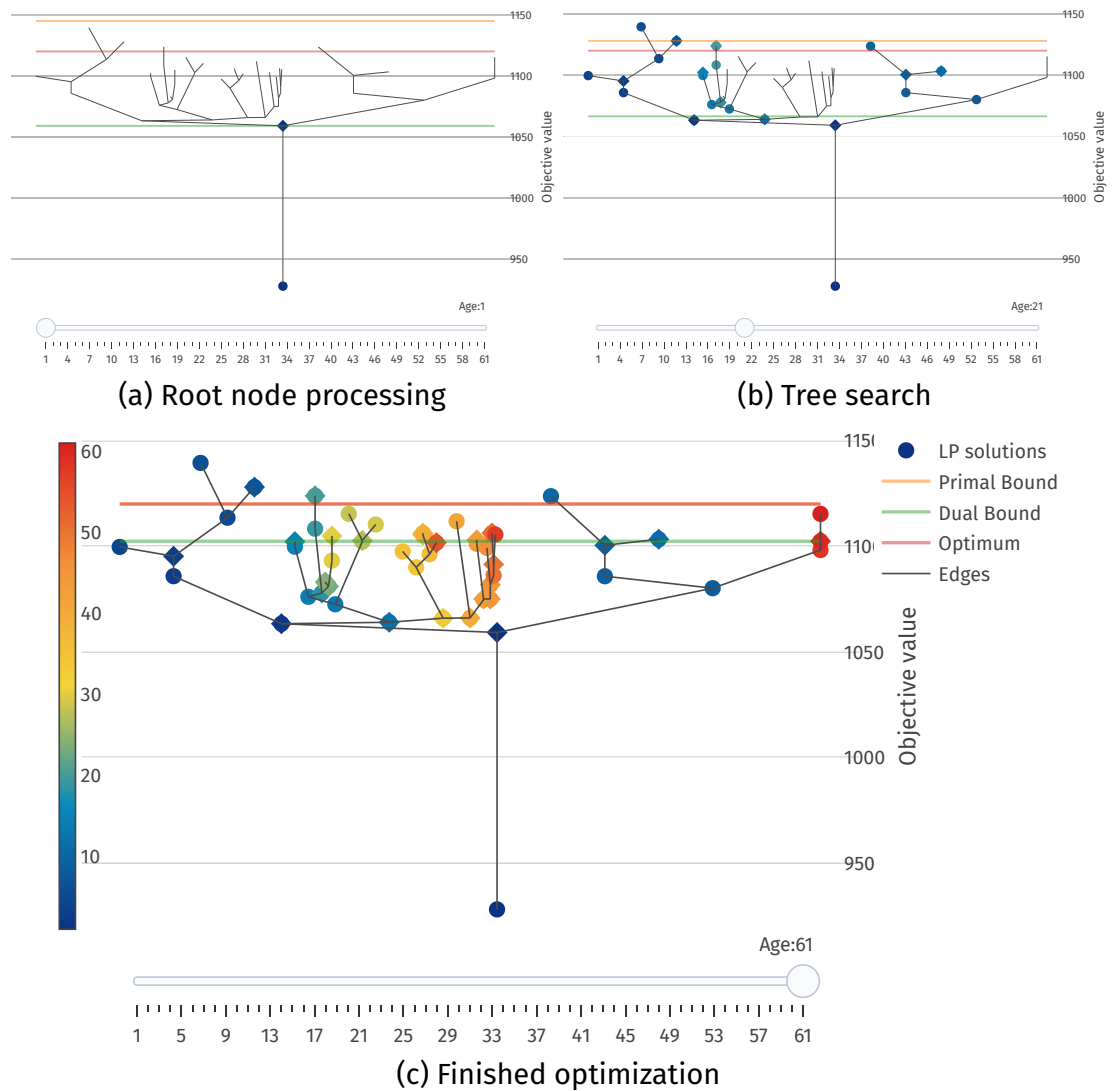 1150
1100
1050
1000
950
Objective value
Age:1
1 4 7 10 13 16 19 22 25 28 31 34 37 40 43 46 49 52 55 58 61
(a) Root node processing
1150
1100
1050
1000
950
Objective value
Age:21
1 4 7 10 13 16 19 22 25 28 31 34 37 40 43 46 49 52 55 58 61
(b) Tree search
60
50
40
30
20
10
1150
1100
1050
1000
950
Objective value
LP solutions
Primal Bound
Dual Bound
Optimum
Edges
Age:61
1 5 9 13 17 21 25 29 33 37 41 45 49 53 57 61
(c) Finished optimization